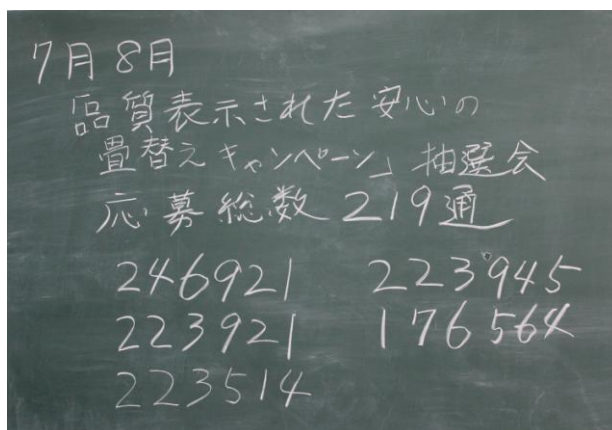 7月8月
「品質表示された安心の
畳替えキャンペーン」抽選会
応募総数 219通
246921 223945
223921 176564
223514